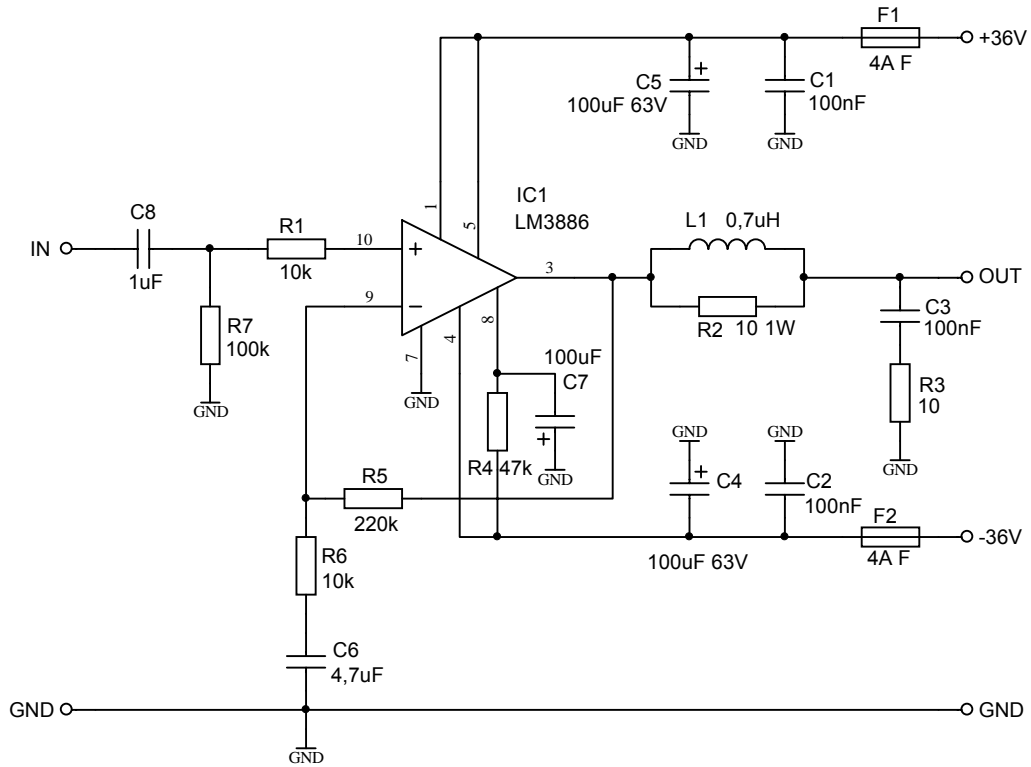 F1
+36V
4A F
C5
+
100uF 63V
GND
C1
100nF
GND
IC1
LM3886
1
5
C8
IN
1uF
R1
10k
10
+
9
−
3
L1 0,7uH
OUT
R2 10 1W
C3
100nF
R7
100k
GND
7
GND
4
8
100uF
C7
+
GND
R4 47k
R3
10
GND
GND
+
C4
100uF 63V
GND
C2
100nF
F2
-36V
4A F
R5
220k
R6
10k
C6
4,7uF
GND
GND
GND